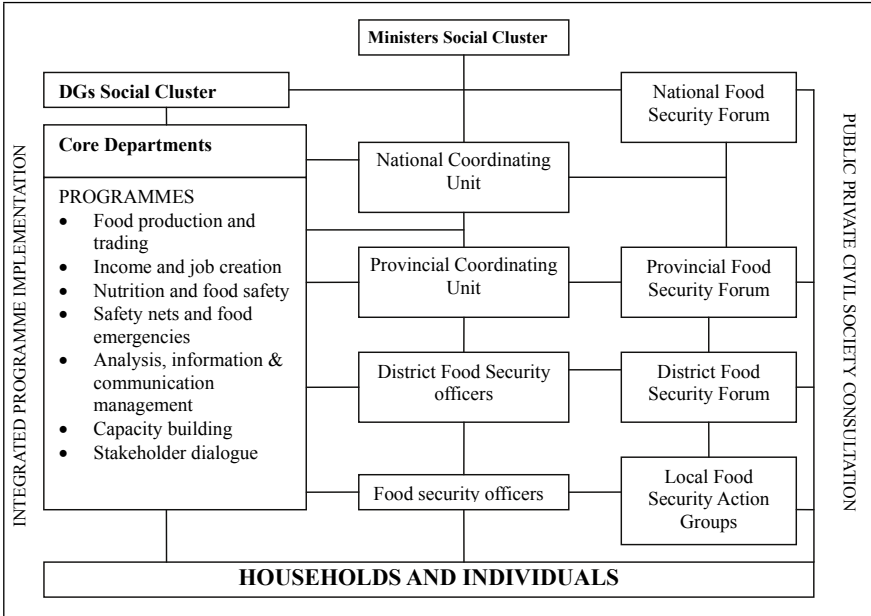 Ministers Social Cluster
DGs Social Cluster
National Food
Security Forum
Core Departments
National Coordinating
Unit
PROGRAMMES
• Food production and
trading
• Income and job creation
• Nutrition and food safety
• Safety nets and food
emergencies
• Analysis, information &
communication
management
• Capacity building
• Stakeholder dialogue
Provincial Coordinating
Unit
Provincial Food
Security Forum
District Food Security
officers
District Food
Security Forum
Food security officers
Local Food
Security Action
Groups
HOUSEHOLDS AND INDIVIDUALS
INTEGRATED PROGRAMME IMPLEMENTATION
PUBLIC PRIVATE CIVIL SOCIETY CONSULTATION